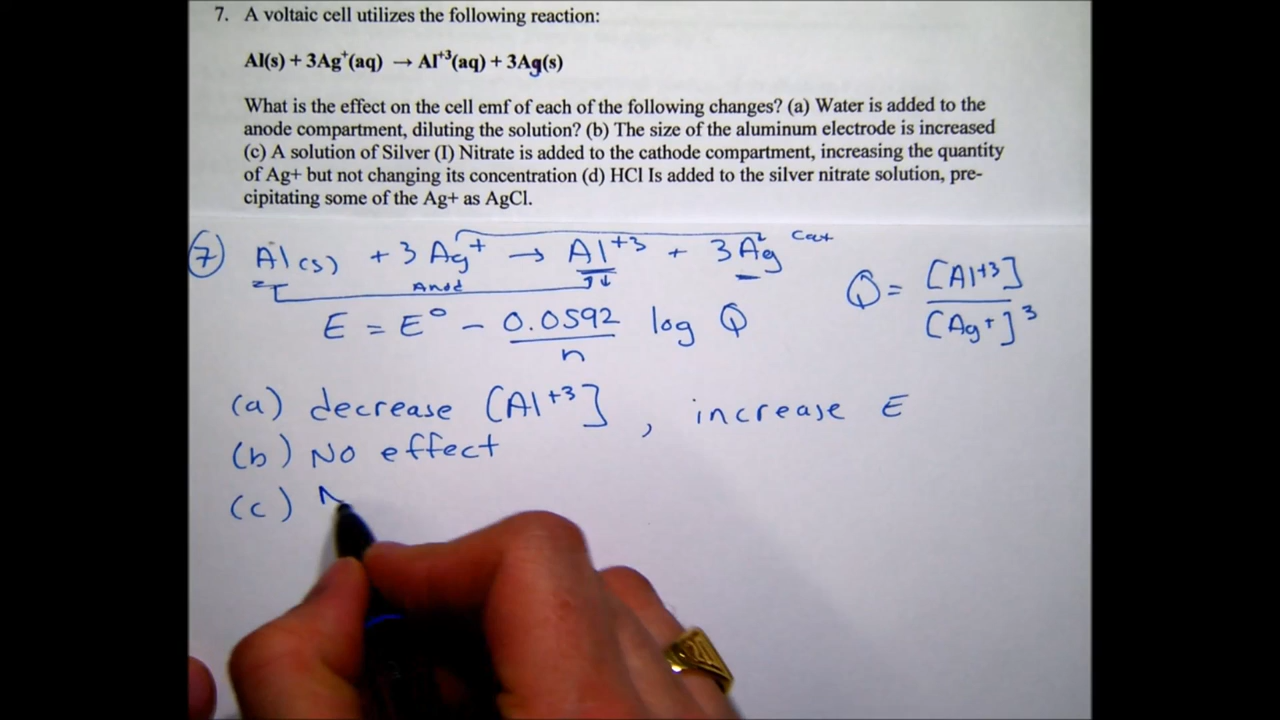 7. A voltaic cell utilizes the following reaction:
Al(s) + 3Ag⁺(aq) → Al⁺³(aq) + 3Ag(s)
What is the effect on the cell emf of each of the following changes? (a) Water is added to the
anode compartment, diluting the solution? (b) The size of the aluminum electrode is increased
(c) A solution of Silver (I) Nitrate is added to the cathode compartment, increasing the quantity
of Ag+ but not changing its concentration (d) HCl Is added to the silver nitrate solution, pre-
cipitating some of the Ag+ as AgCl.
7 Al(s) + 3 Ag⁺ → Al⁺³ + 3Ag Cat
Anod
Q = [Al⁺³] / [Ag⁺]³
E = E° - 0.0592 / n log Q
(a) decrease [Al⁺³] , increase E
(b) No effect
(c) N